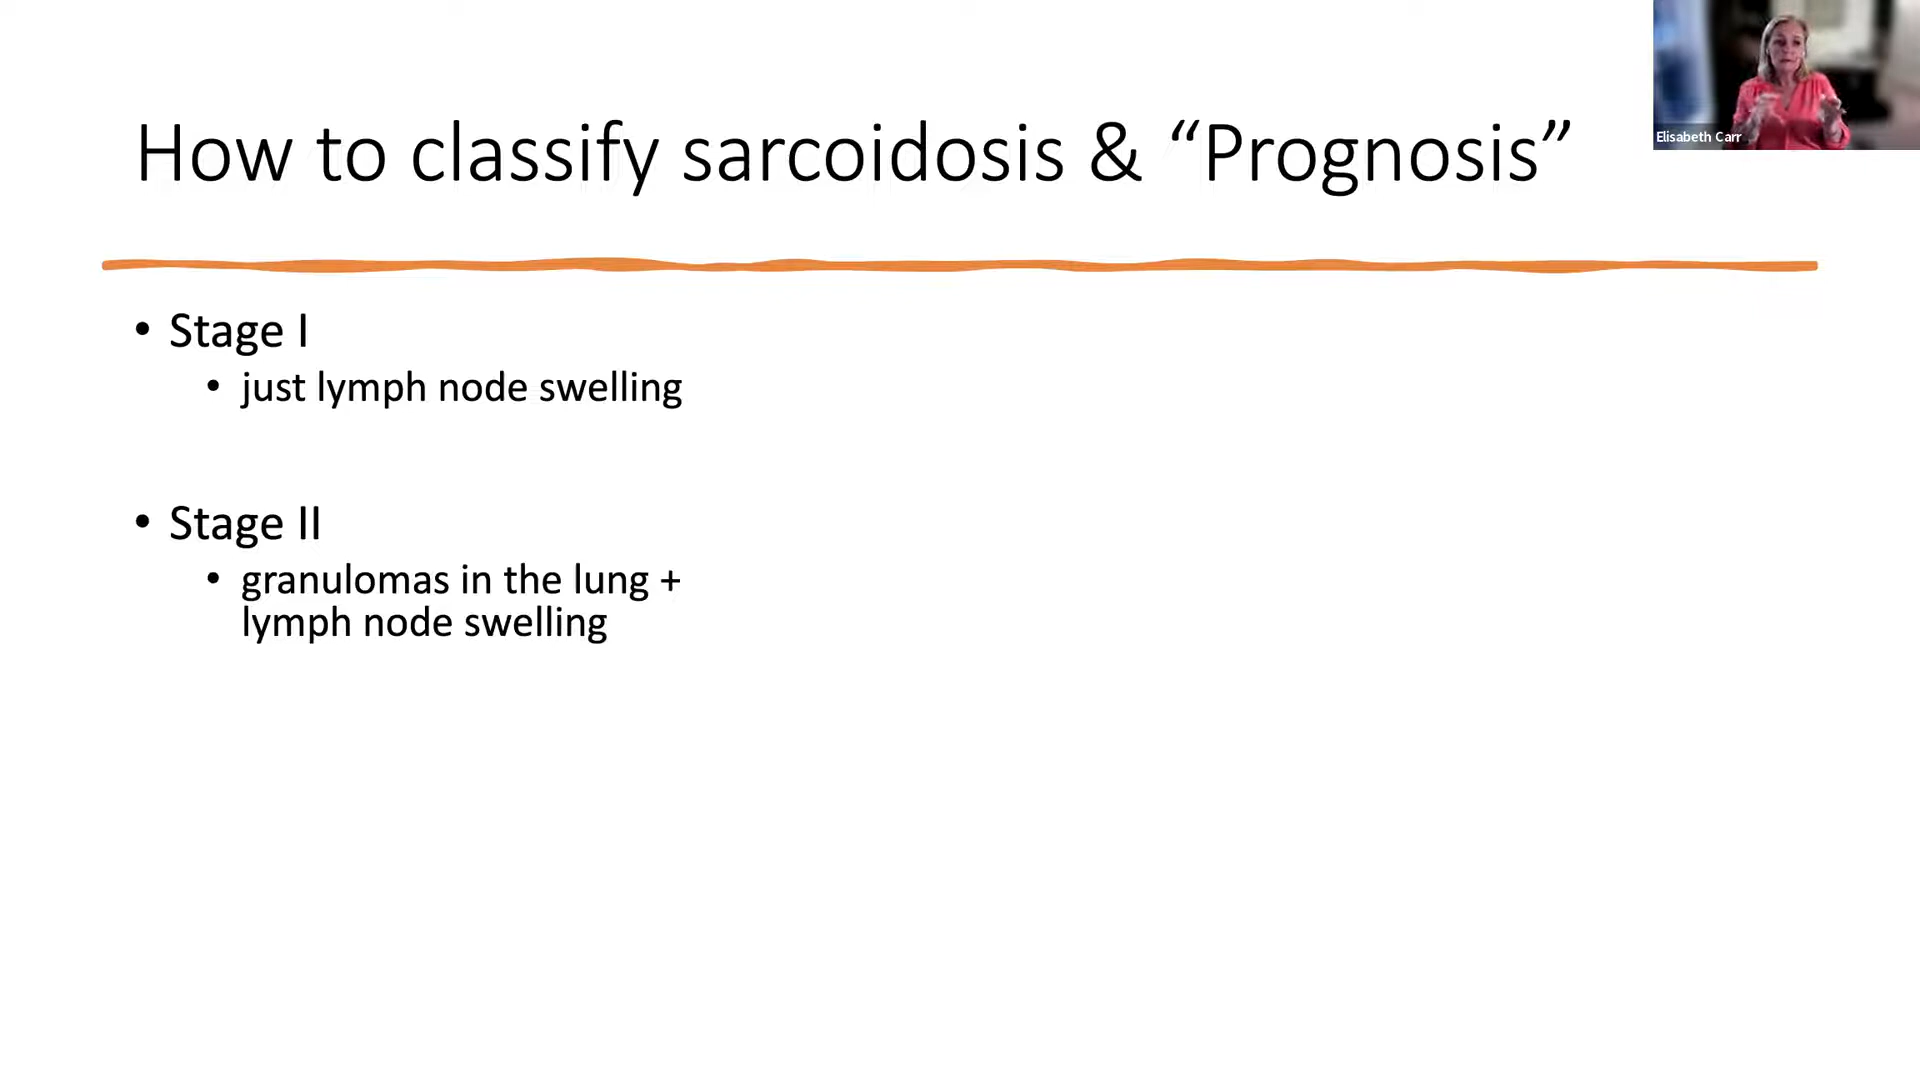 How to classify sarcoidosis & “Prognosis”
Elisabeth Carr
• Stage I
• just lymph node swelling
• Stage II
• granulomas in the lung +
lymph node swelling